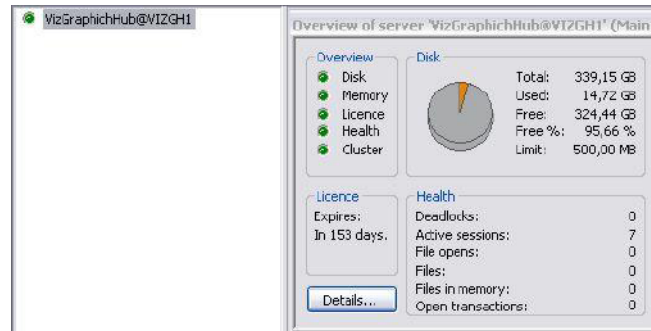 VizGraphichHub@VIZGH1
Overview of server 'VizGraphichHub@VIZGH1' (Main
Overview
Disk
Memory
Licence
Health
Cluster
Disk
Total: 339,15 GB
Used: 14,72 GB
Free: 324,44 GB
Free %: 95,66 %
Limit: 500,00 MB
Licence
Expires:
In 153 days.
Details...
Health
Deadlocks: 0
Active sessions: 7
File opens: 0
Files: 0
Files in memory: 0
Open transactions: 0